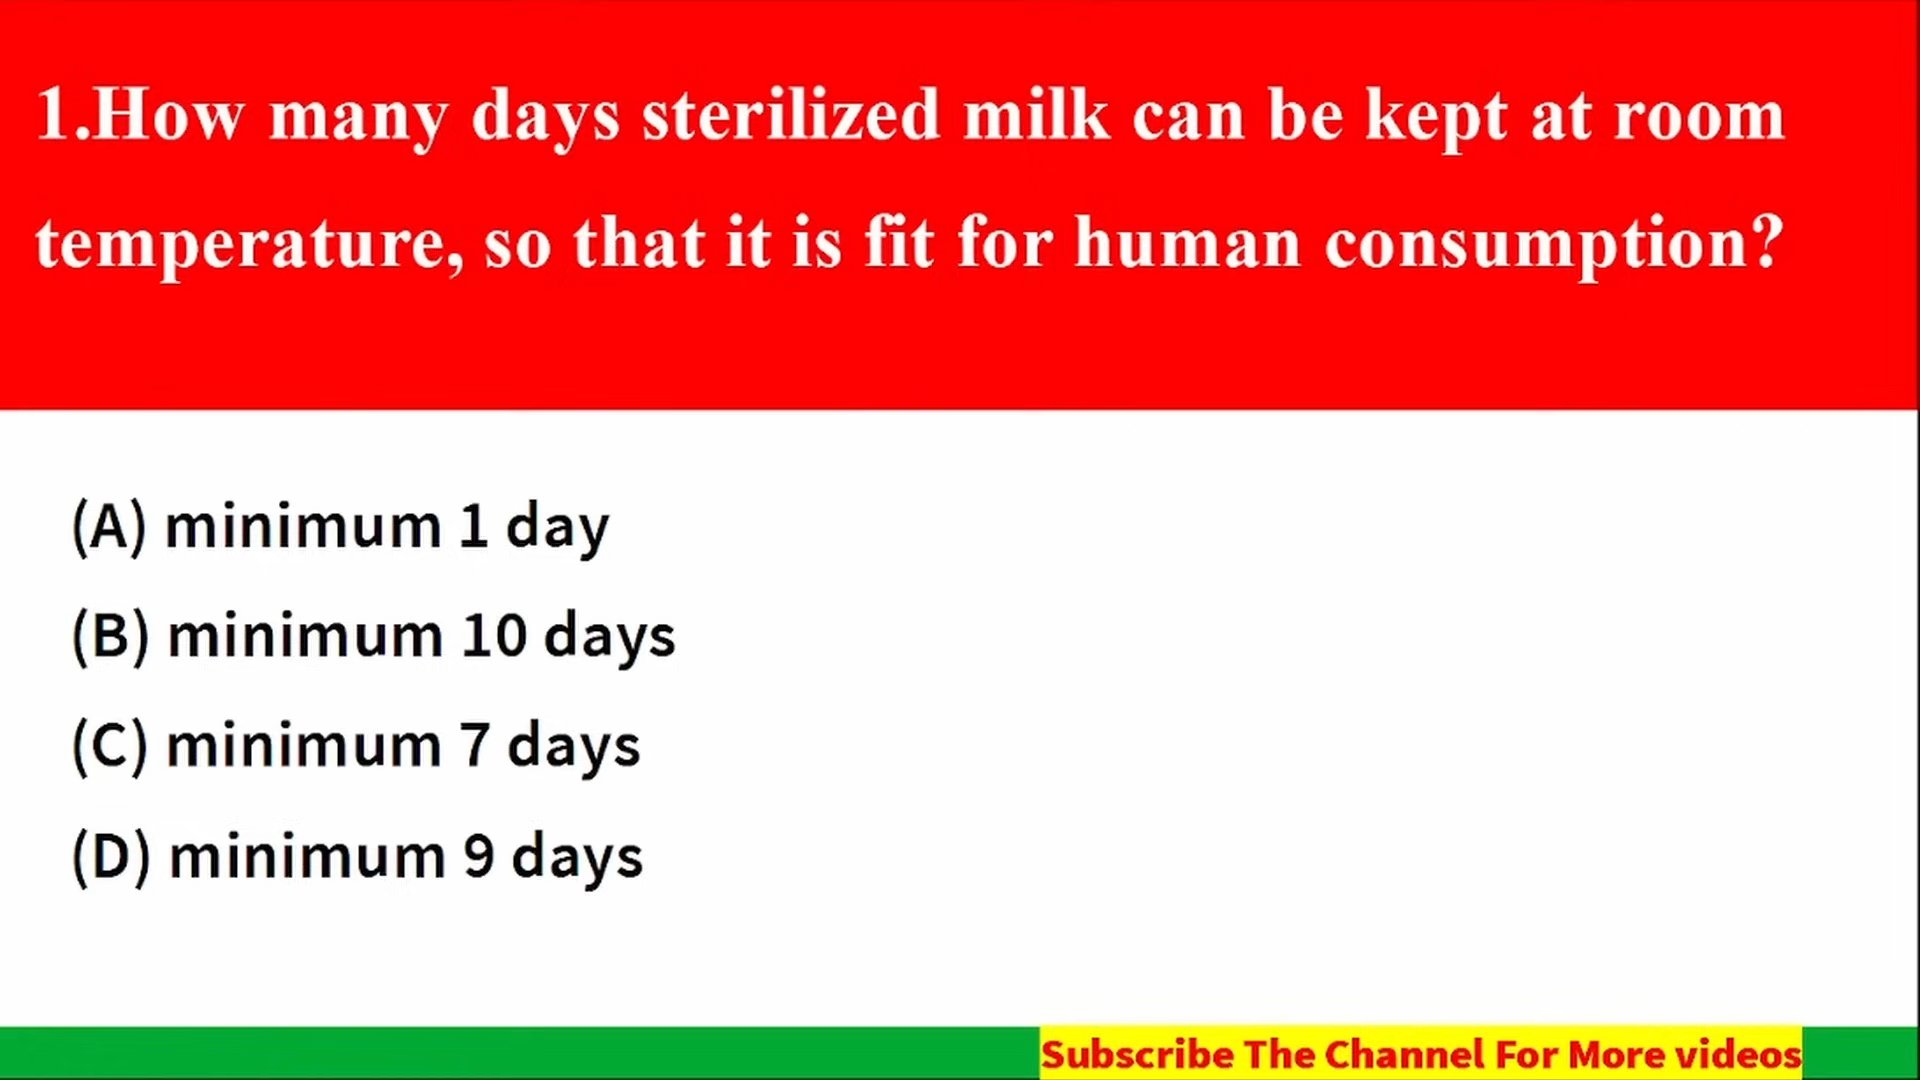 1.How many days sterilized milk can be kept at room
temperature, so that it is fit for human consumption?
(A) minimum 1 day
(B) minimum 10 days
(C) minimum 7 days
(D) minimum 9 days
Subscribe The Channel For More videos